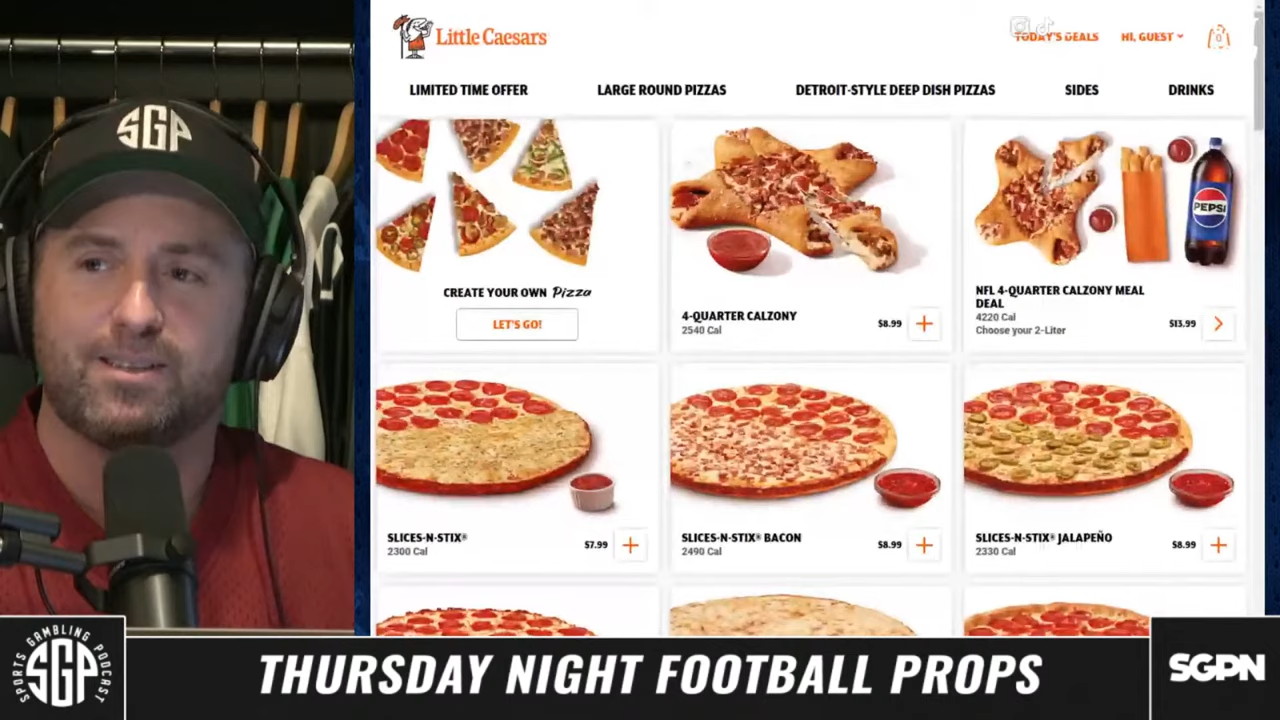 SGP
Little Caesars
TODAY'S DEALS
HI, GUEST
0
LIMITED TIME OFFER
LARGE ROUND PIZZAS
DETROIT-STYLE DEEP DISH PIZZAS
SIDES
DRINKS
CREATE YOUR OWN Pizza
LET'S GO!
4-QUARTER CALZONY
2540 Cal
$8.99
PEPSI
NFL 4-QUARTER CALZONY MEAL
DEAL
4220 Cal
Choose your 2-Liter
$13.99
SLICES-N-STIX®
2300 Cal
$7.99
SLICES-N-STIX® BACON
2490 Cal
$8.99
SLICES-N-STIX® JALAPEÑO
2330 Cal
$8.99
SPORTS GAMBLING PODCAST
SGP
THURSDAY NIGHT FOOTBALL PROPS
SGPN